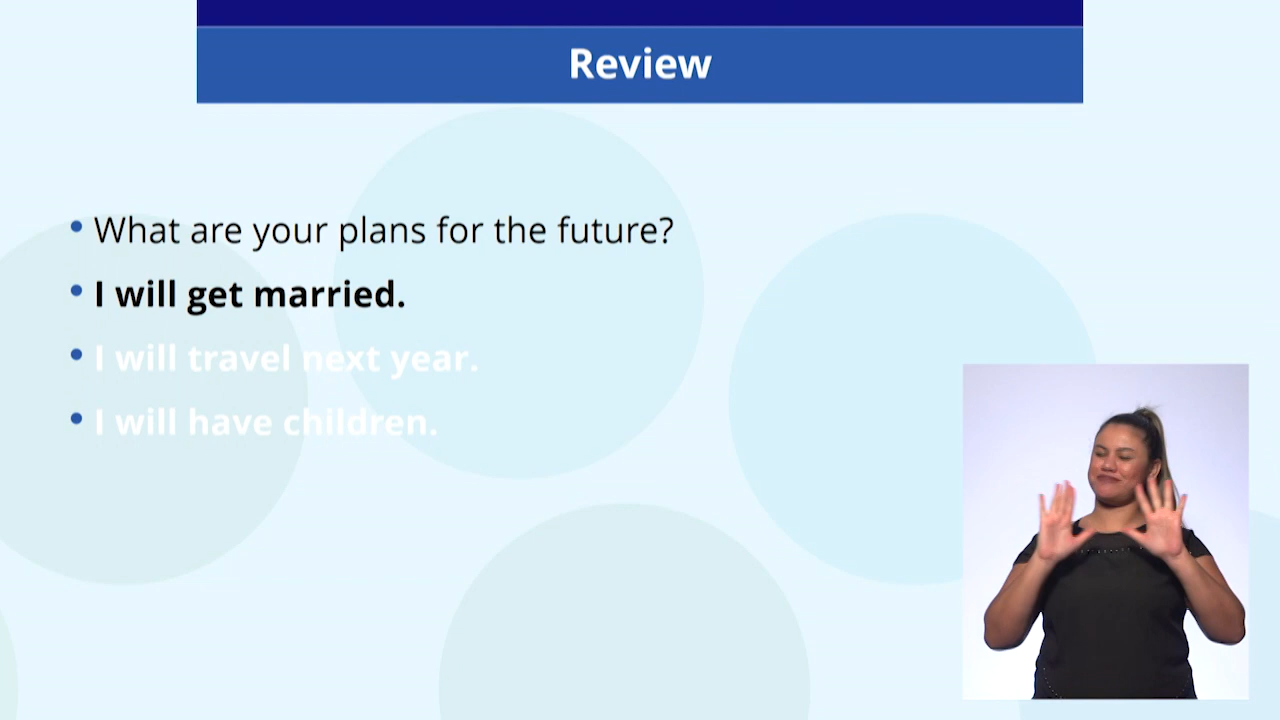 Review
• What are your plans for the future?
• I will get married.
• I will travel next year.
• I will have children.